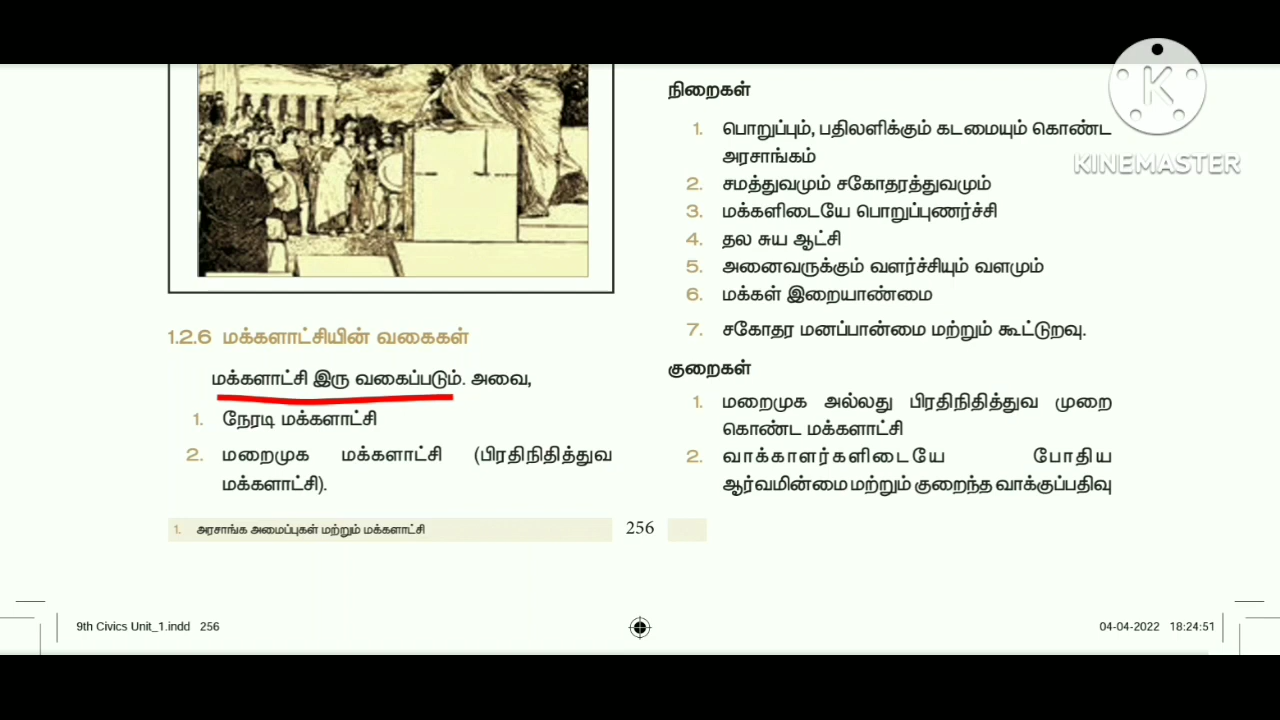 1.2.6 மக்களாட்சியின் வகைகள்
மக்களாட்சி இரு வகைப்படும். அவை,
1. நேரடி மக்களாட்சி
2. மறைமுக மக்களாட்சி (பிரதிநிதித்துவ
மக்களாட்சி).
நிறைகள்
1. பொறுப்பும், பதிலளிக்கும் கடமையும் கொண்ட
அரசாங்கம்
2. சமத்துவமும் சகோதரத்துவமும்
3. மக்களிடையே பொறுப்புணர்ச்சி
4. தல சுய ஆட்சி
5. அனைவருக்கும் வளர்ச்சியும் வளமும்
6. மக்கள் இறையாண்மை
7. சகோதர மனப்பான்மை மற்றும் கூட்டுறவு.
குறைகள்
1. மறைமுக அல்லது பிரதிநிதித்துவ முறை
கொண்ட மக்களாட்சி
2. வாக்காளர்களிடையே போதிய
ஆர்வமின்மை மற்றும் குறைந்த வாக்குப்பதிவு
1. அரசாங்க அமைப்புகள் மற்றும் மக்களாட்சி 256
9th Civics Unit_1.indd 256
04-04-2022 18:24:51
K
KINEMASTER